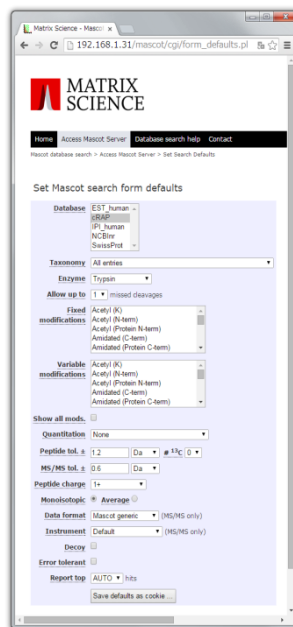 Matrix Science - Mascot
192.168.1.31/mascot/cgi/form_defaults.pl
MATRIX
SCIENCE
Home Access Mascot Server Database search help Contact
Mascot database search > Access Mascot Server > Set Search Defaults
Set Mascot search form defaults
Database EST_human
cRAP
IPI_human
NCBInr
SwissProt
Taxonomy All entries
Enzyme Trypsin
Allow up to 1 missed cleavages
Fixed modifications Acetyl (K)
Acetyl (N-term)
Acetyl (Protein N-term)
Amidated (C-term)
Amidated (Protein C-term)
Variable modifications Acetyl (K)
Acetyl (N-term)
Acetyl (Protein N-term)
Amidated (C-term)
Amidated (Protein C-term)
Show all mods.
Quantitation None
Peptide tol. ± 1.2 Da # ¹³C 0
MS/MS tol. ± 0.6 Da
Peptide charge 1+
Monoisotopic Average
Data format Mascot generic (MS/MS only)
Instrument Default (MS/MS only)
Decoy
Error tolerant
Report top AUTO hits
Save defaults as cookie ...